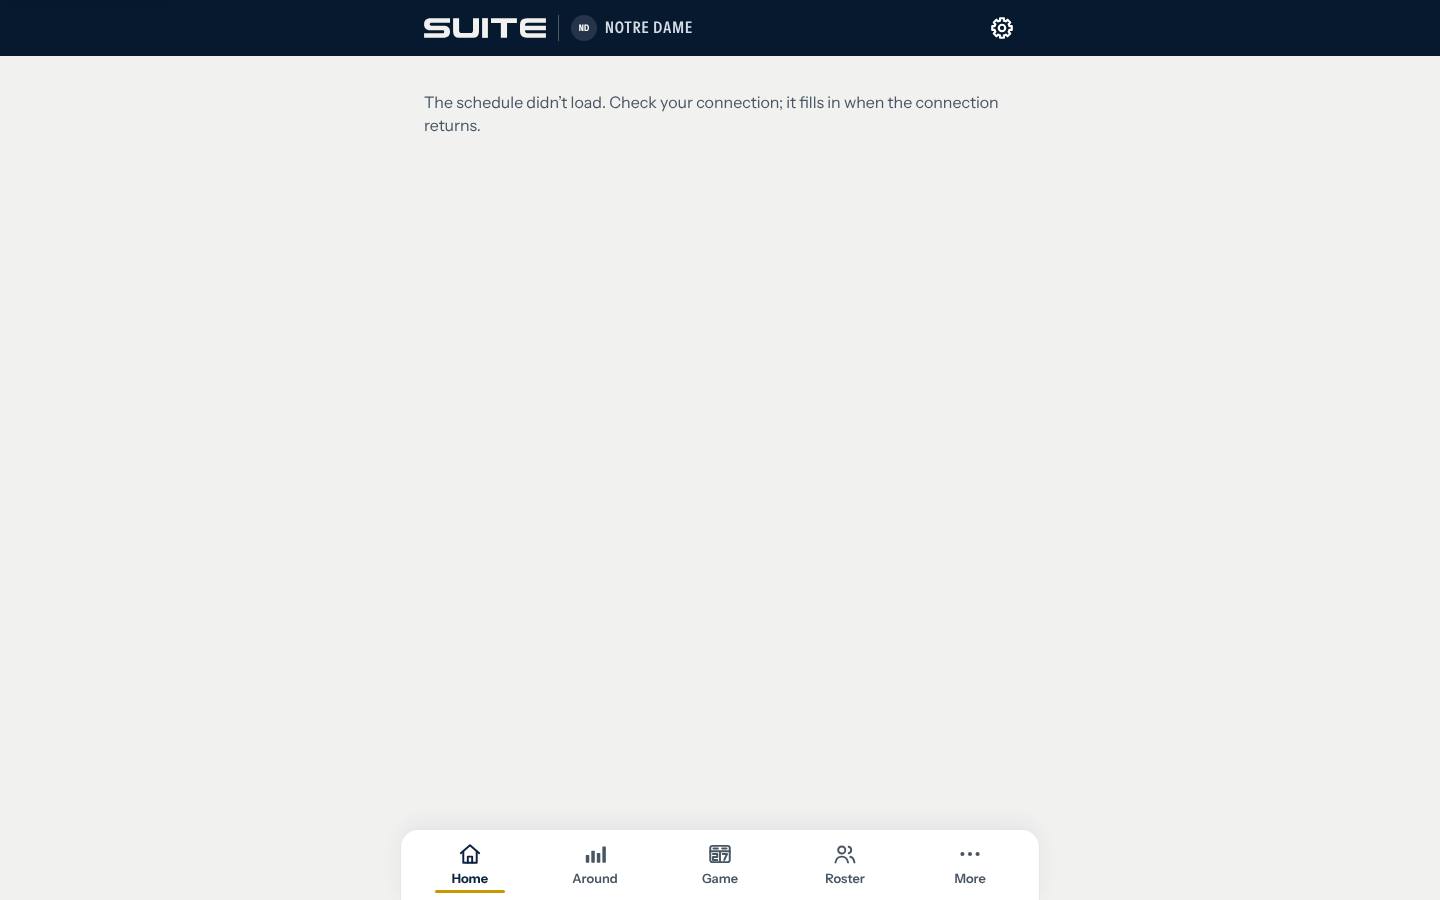 SUITE
ND
NOTRE DAME
The schedule didn't load. Check your connection; it fills in when the connection
returns.
Home
27
Around
Game
Roster
More